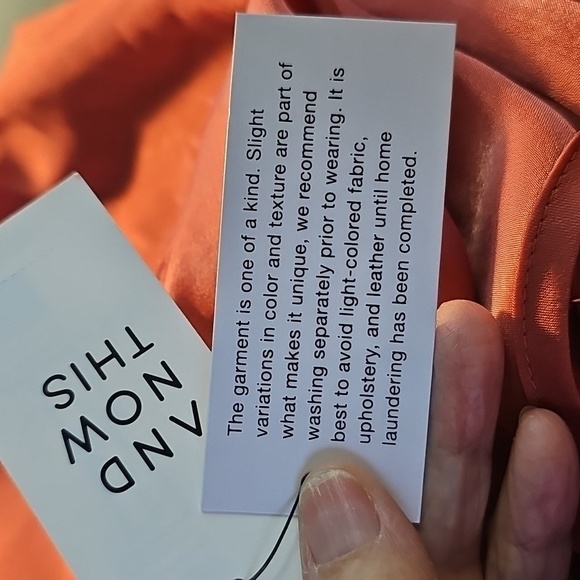 The garment is one of a kind. Slight
variations in color and texture are part of
what makes it unique, we recommend
washing separately prior to wearing. It is
best to avoid light-colored fabric,
upholstery, and leather until home
laundering has been completed.
AND
NOW
THIS